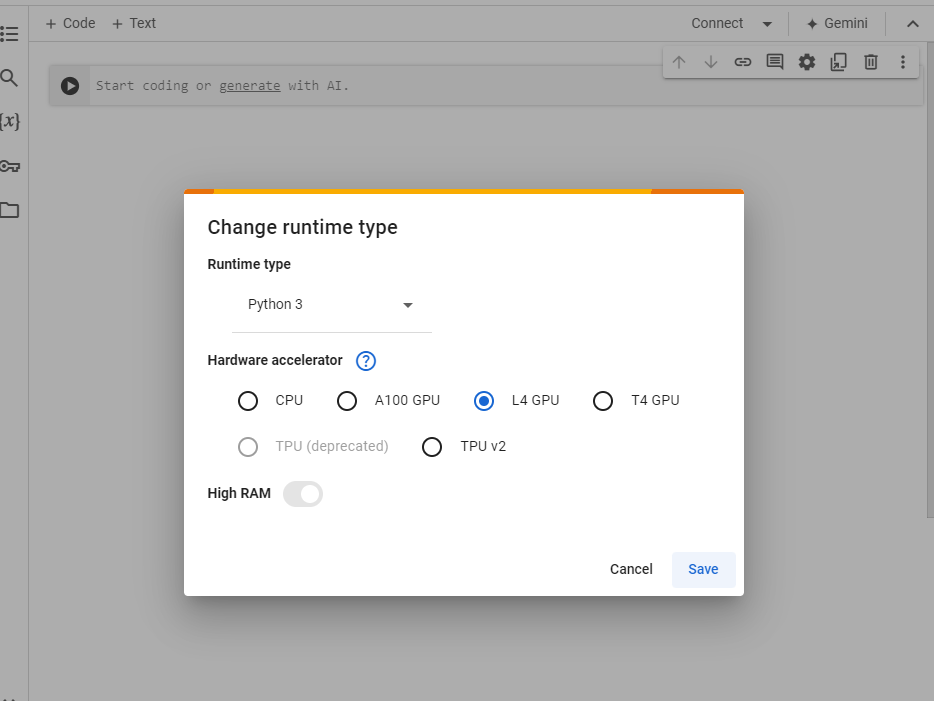 + Code + Text Connect Gemini
{x}
Start coding or generate with AI.
Change runtime type
Runtime type
Python 3
Hardware accelerator ?
CPU A100 GPU L4 GPU T4 GPU
TPU (deprecated) TPU v2
High RAM
Cancel Save